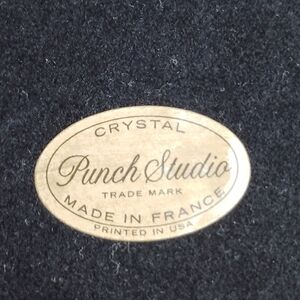 CRYSTAL
Punch Studio
TRADE MARK
MADE IN FRANCE
PRINTED IN USA